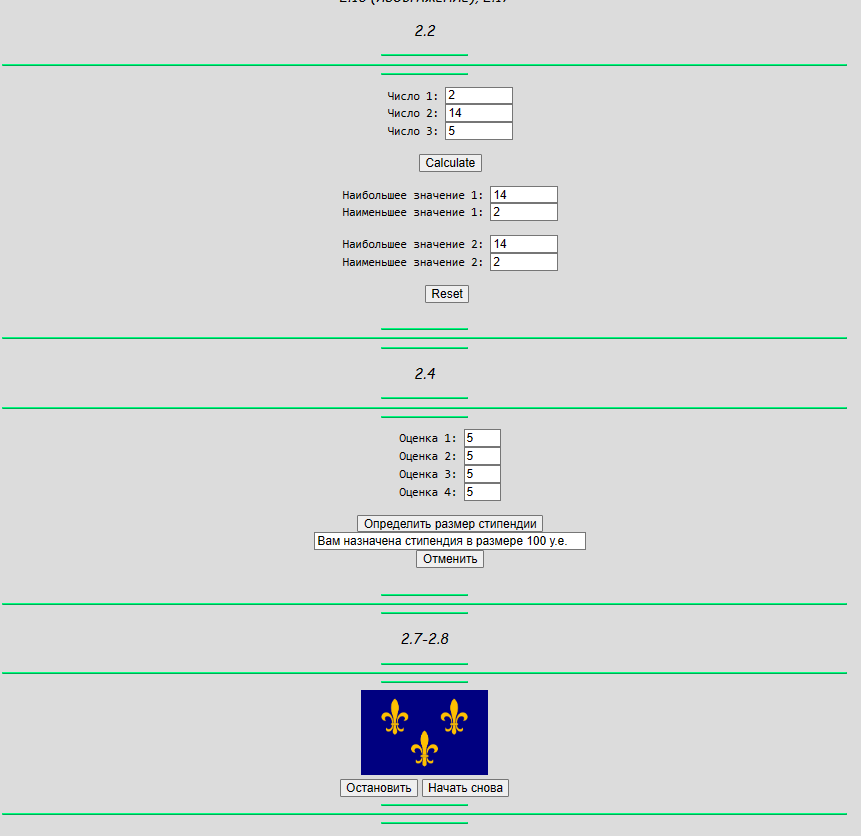 2.2
Число 1: 2
Число 2: 14
Число 3: 5
Calculate
Наибольшее значение 1: 14
Наименьшее значение 1: 2
Наибольшее значение 2: 14
Наименьшее значение 2: 2
Reset
2.4
Оценка 1: 5
Оценка 2: 5
Оценка 3: 5
Оценка 4: 5
Определить размер стипендии
Вам назначена стипендия в размере 100 у.е.
Отменить
2.7-2.8
Остановить Начать снова